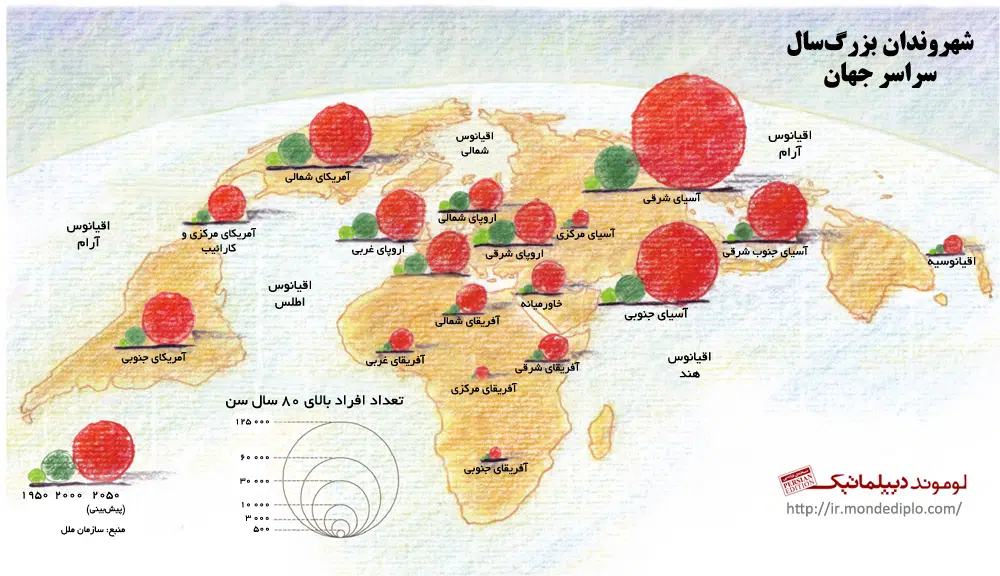 شهروندان بزرگ‌سال
سراسر جهان
اقیانوس
شمالی
اقیانوس
آرام
آمریکای شمالی
آسیای شرقی
اقیانوس
آرام
آمریکای مرکزی و
کارائیب
اروپای شمالی
اروپای غربی
اروپای شرقی
آسیای مرکزی
آسیای جنوب شرقی
اقیانوسیه
اقیانوس
اطلس
خاورمیانه
آسیای جنوبی
آفریقای شمالی
آمریکای جنوبی
آفریقای غربی
آفریقای شرقی
اقیانوس
هند
آفریقای مرکزی
آفریقای جنوبی
تعداد افراد بالای ۸۰ سال سن
۱۲۵ ۰۰۰
۶۰ ۰۰۰
۳۰ ۰۰۰
۱۰ ۰۰۰
۳ ۰۰۰
۵۰۰
۱۹۵۰ ۲۰۰۰ ۲۰۵۰
(پیش‌بینی)
منبع: سازمان ملل
لوموند دیپلماتیک
PERSIAN
EDITION
http://ir.mondediplo.com/